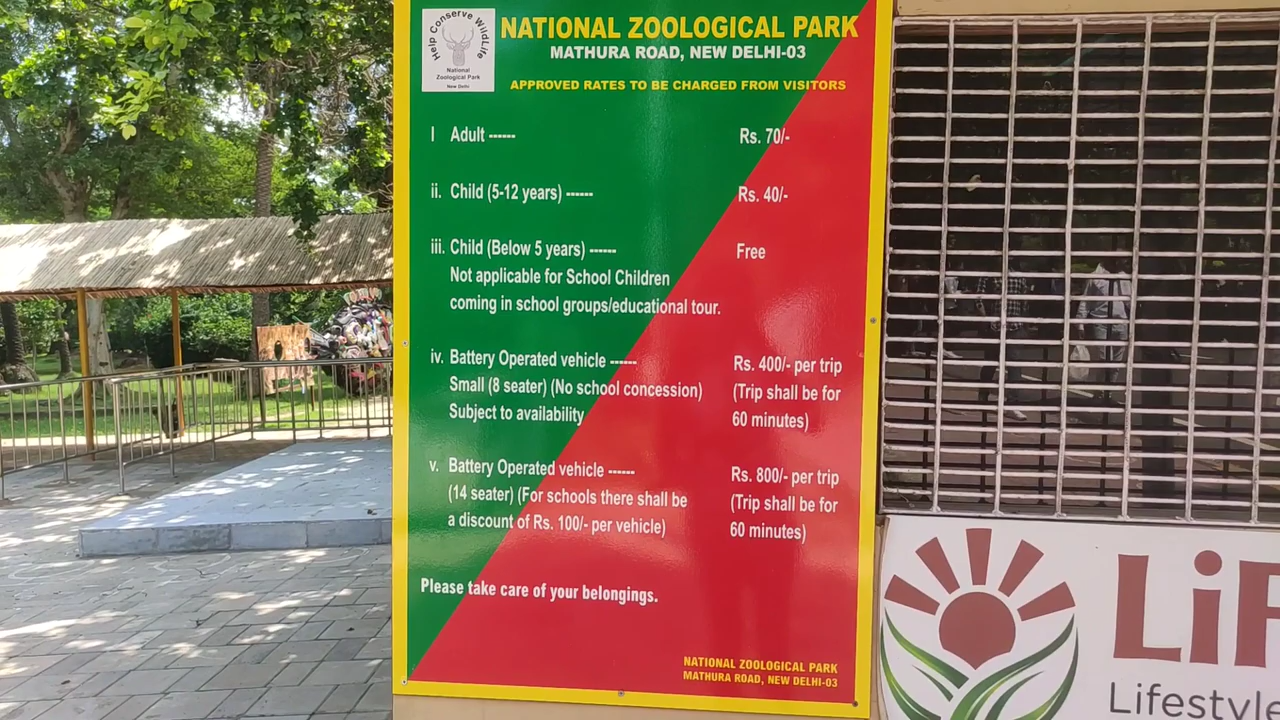 Help Conserve WildLife
National
Zoological Park
New Delhi
NATIONAL ZOOLOGICAL PARK
MATHURA ROAD, NEW DELHI-03
APPROVED RATES TO BE CHARGED FROM VISITORS
I Adult ------ Rs. 70/-
ii. Child (5-12 years) ------ Rs. 40/-
iii. Child (Below 5 years) ------ Free
Not applicable for School Children
coming in school groups/educational tour.
iv. Battery Operated vehicle ------ Rs. 400/- per trip
Small (8 seater) (No school concession) (Trip shall be for
Subject to availability 60 minutes)
v. Battery Operated vehicle ------ Rs. 800/- per trip
(14 seater) (For schools there shall be (Trip shall be for
a discount of Rs. 100/- per vehicle) 60 minutes)
Please take care of your belongings.
NATIONAL ZOOLOGICAL PARK
MATHURA ROAD, NEW DELHI-03
LiF
Lifestyle